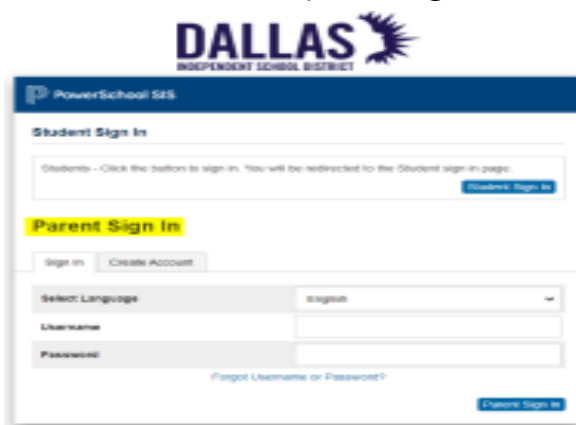 DALLAS
INDEPENDENT SCHOOL DISTRICT
PowerSchool SIS
Student Sign In
Students - Click the button to sign in. You will be redirected to the Student sign in page.
Student Sign In
Parent Sign In
Sign In Create Account
Select Language English
Username
Password
Forgot Username or Password?
Parent Sign In